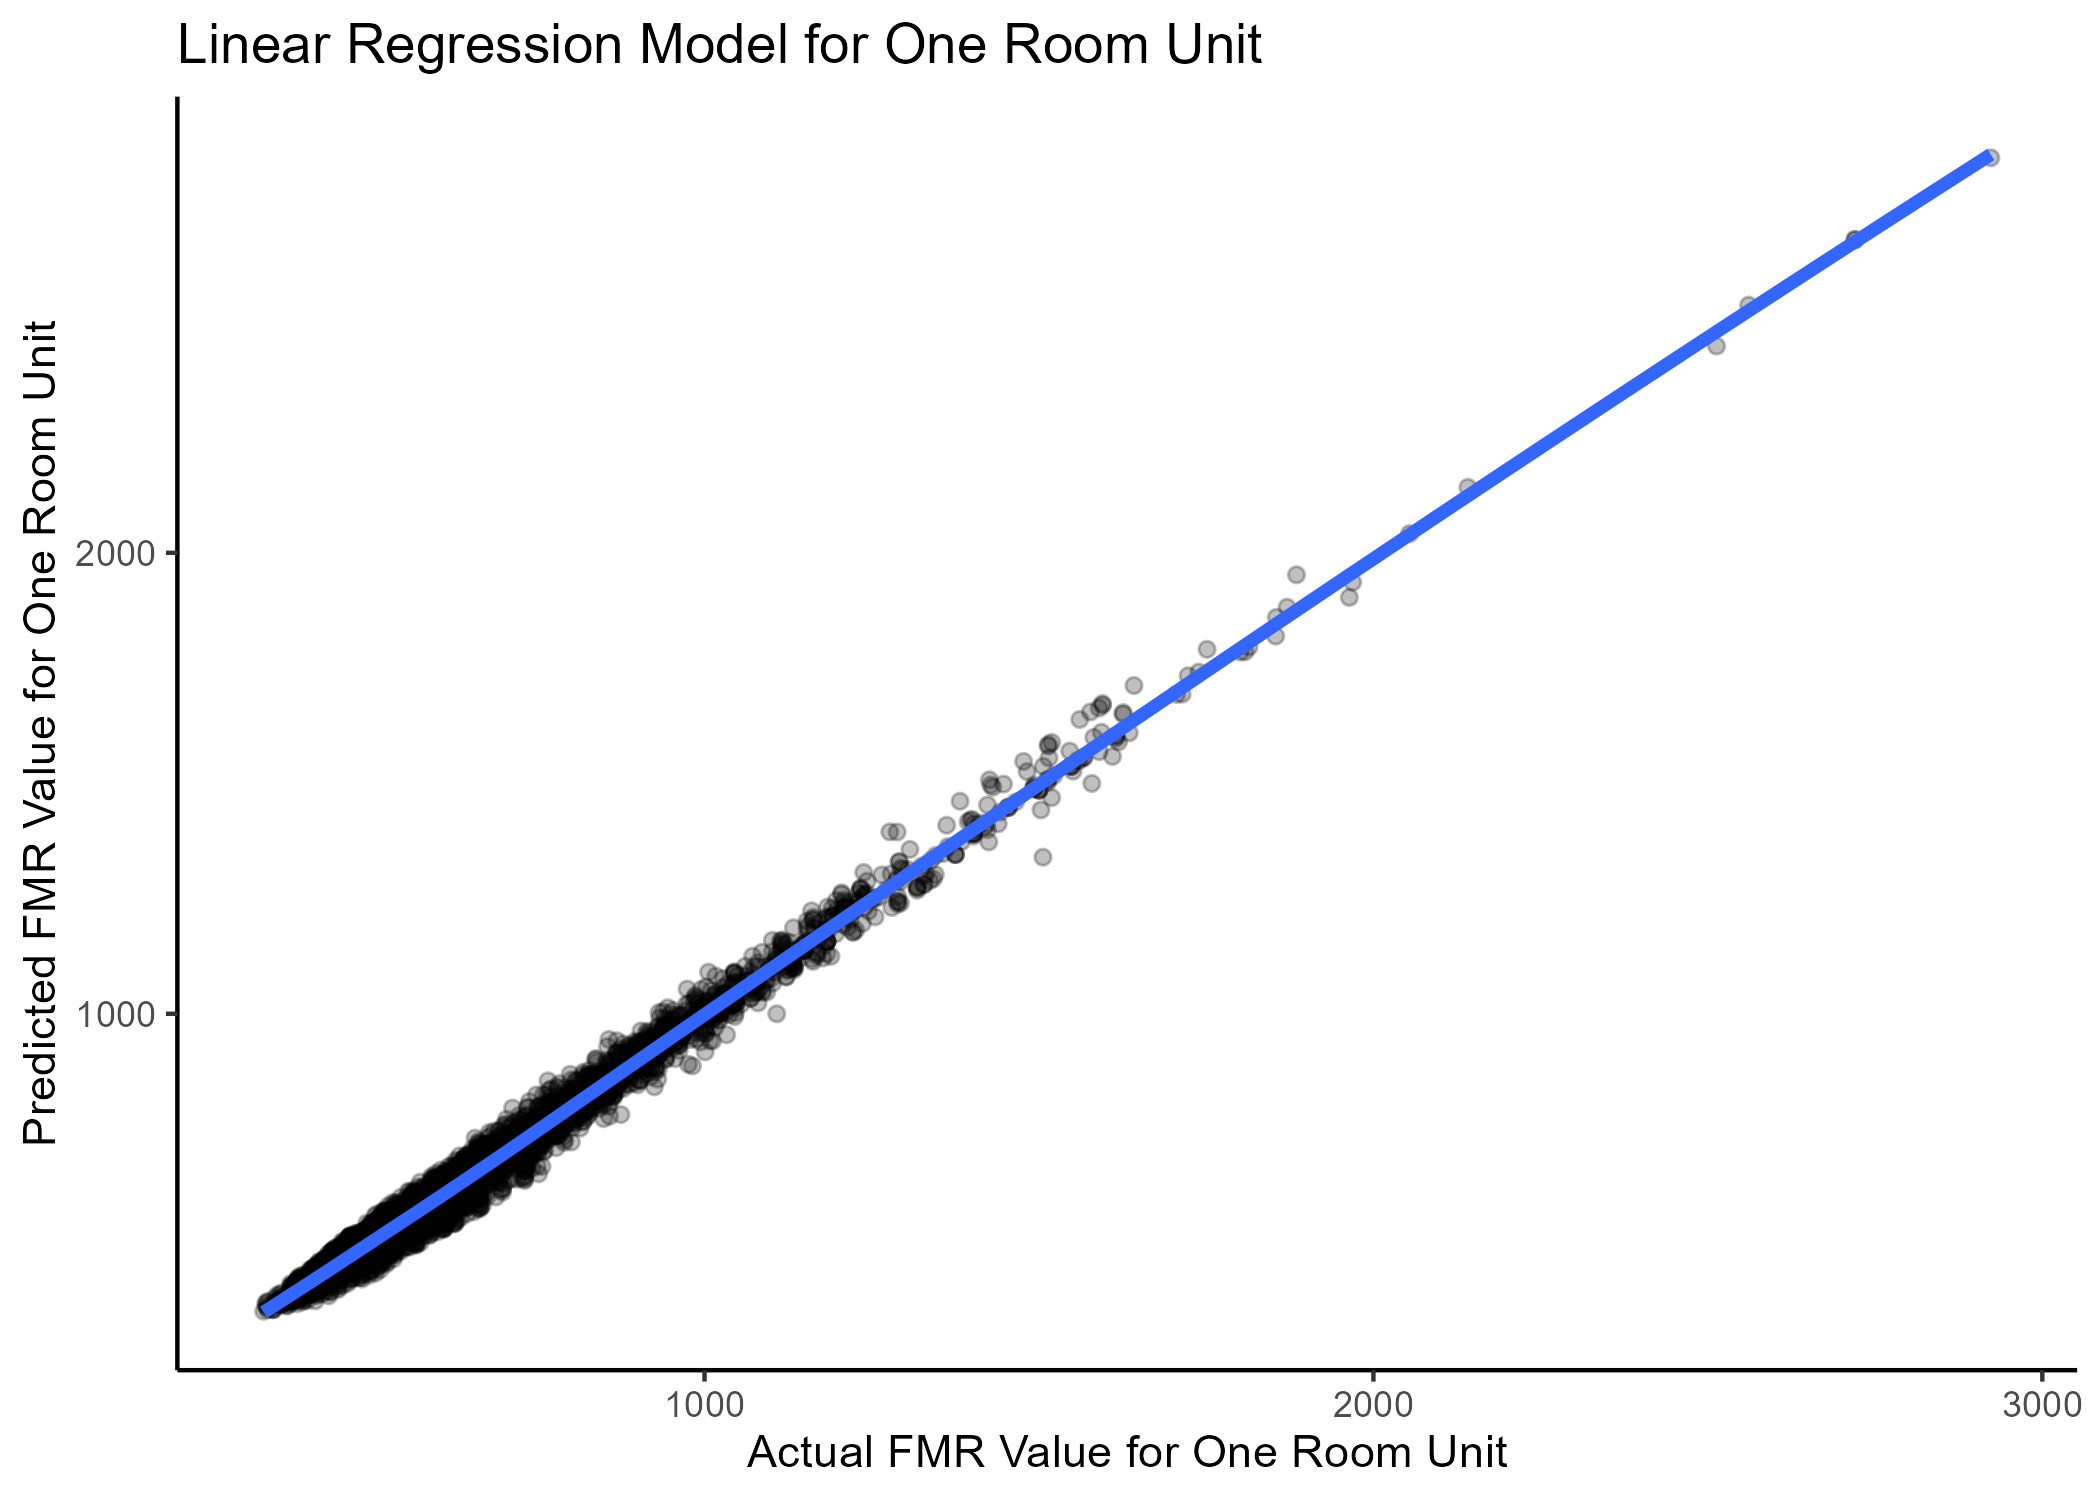 Linear Regression Model for One Room Unit
Predicted FMR Value for One Room Unit
2000
1000
1000
2000
3000
Actual FMR Value for One Room Unit